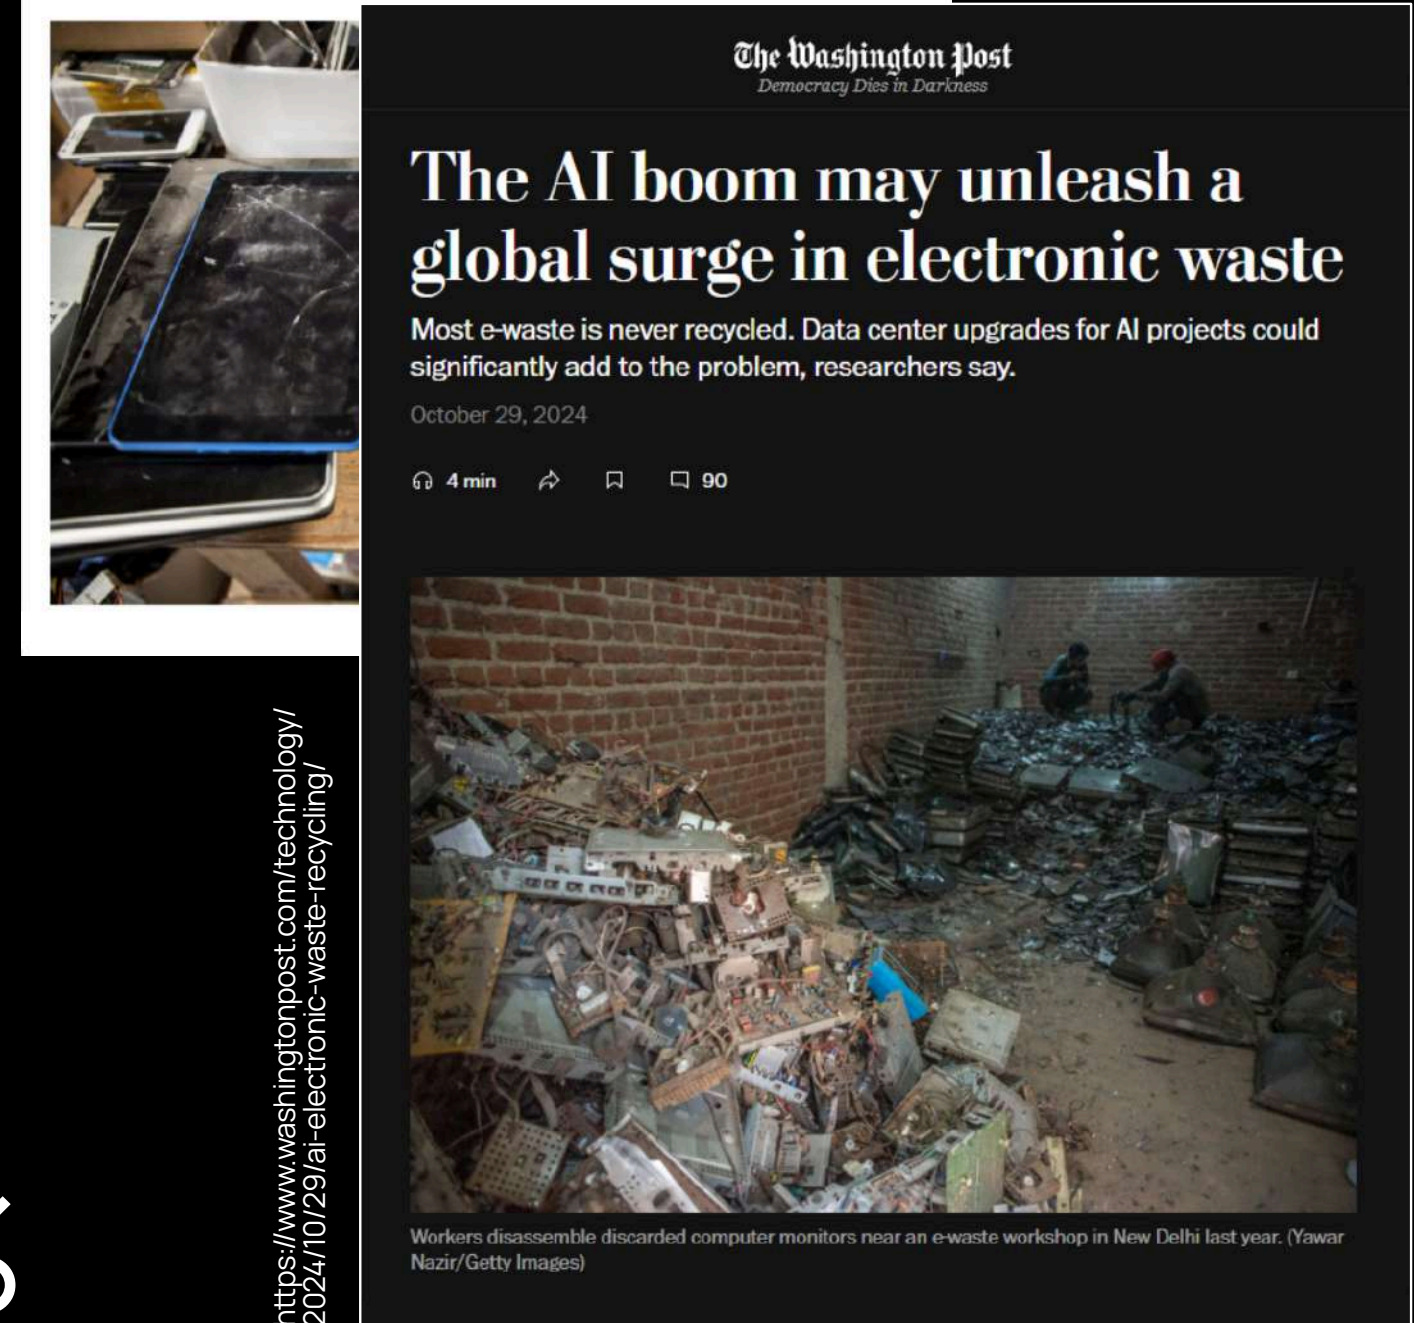 The Washington Post
Democracy Dies in Darkness
The AI boom may unleash a
global surge in electronic waste
Most e-waste is never recycled. Data center upgrades for AI projects could
significantly add to the problem, researchers say.
October 29, 2024
4 min 90
Workers disassemble discarded computer monitors near an e-waste workshop in New Delhi last year. (Yawar
Nazir/Getty Images)
https://www.washingtonpost.com/technology/
2024/10/29/ai-electronic-waste-recycling/